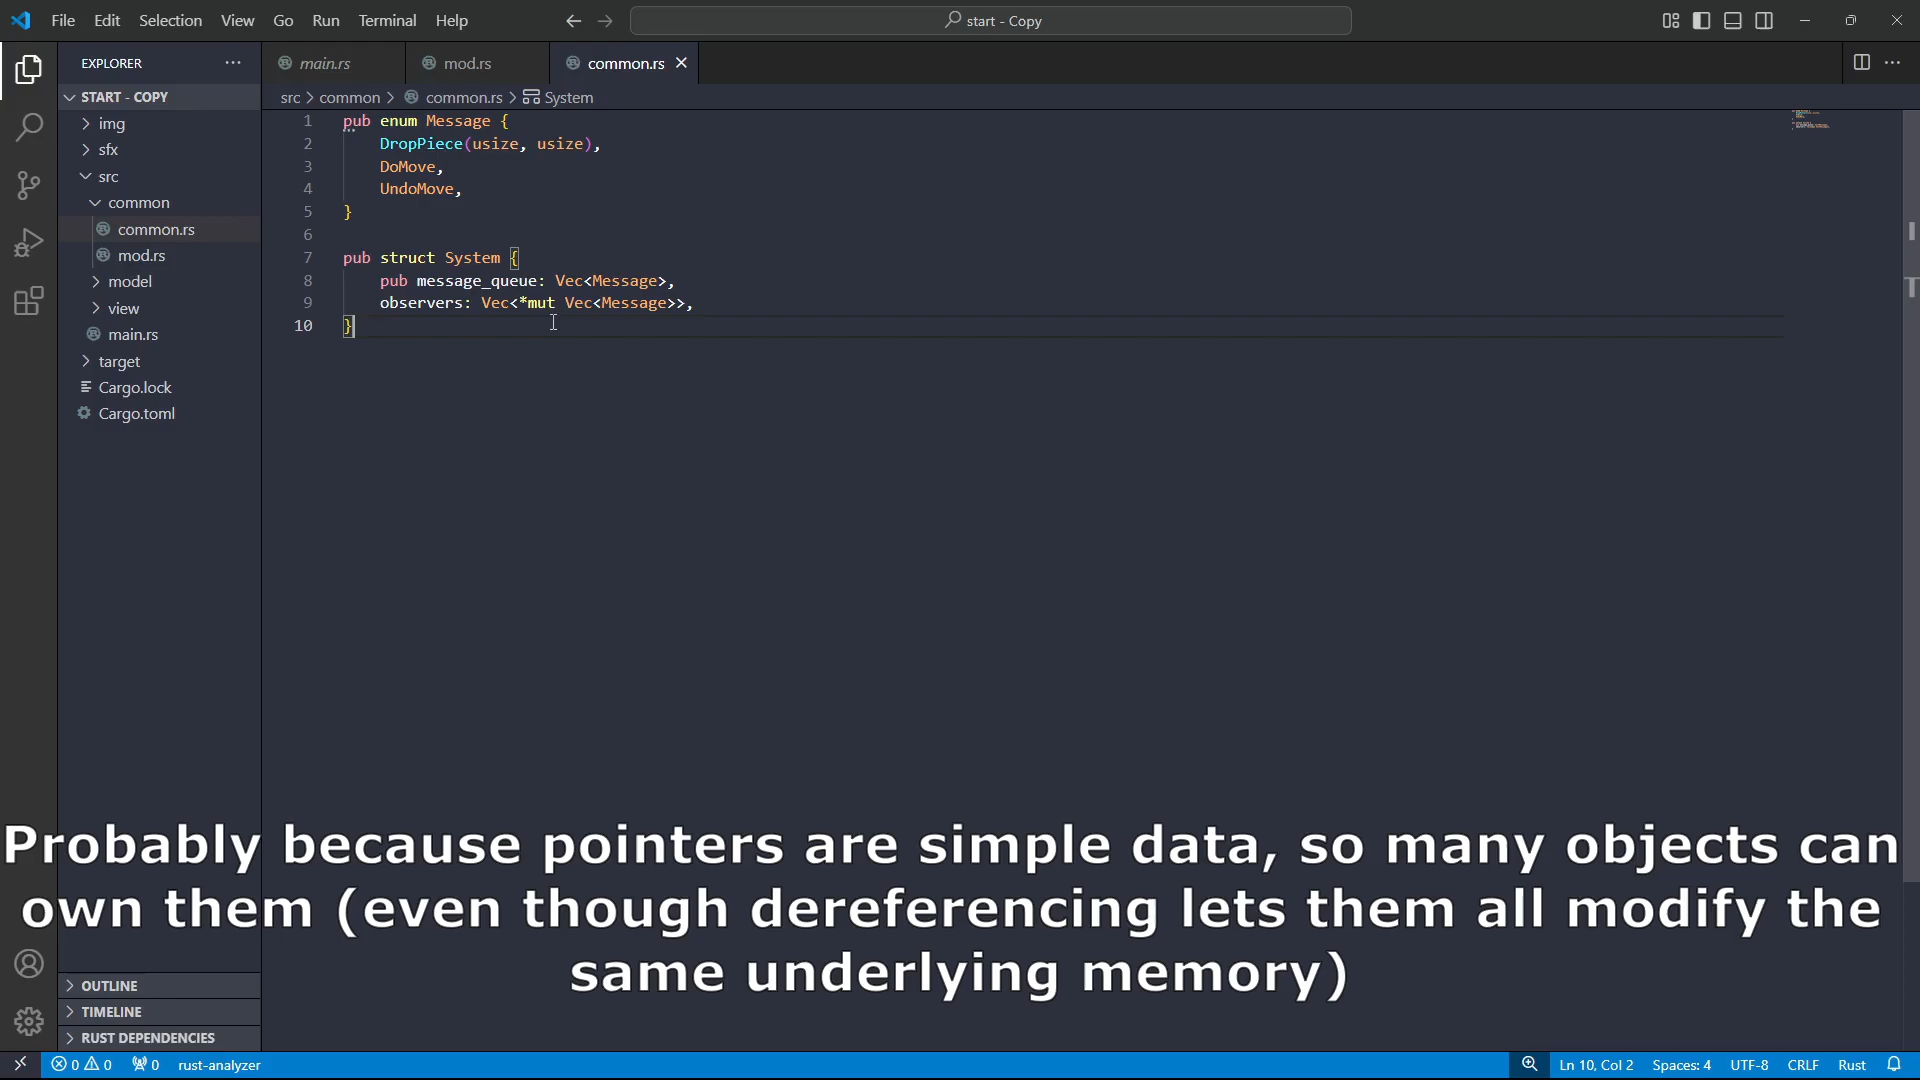 File Edit Selection View Go Run Terminal Help
start - Copy
EXPLORER
main.rs
mod.rs
common.rs
START - COPY
src > common > common.rs > System
img
sfx
src
common
common.rs
mod.rs
model
view
main.rs
target
Cargo.lock
Cargo.toml
1 pub enum Message {
2 DropPiece(usize, usize),
3 DoMove,
4 UndoMove,
5 }
6
7 pub struct System {
8 pub message_queue: Vec<Message>,
9 observers: Vec<*mut Vec<Message>>,
10 }
Probably because pointers are simple data, so many objects can
own them (even though dereferencing lets them all modify the
same underlying memory)
OUTLINE
TIMELINE
RUST DEPENDENCIES
0 0 0 rust-analyzer
Ln 10, Col 2 Spaces: 4 UTF-8 CRLF Rust